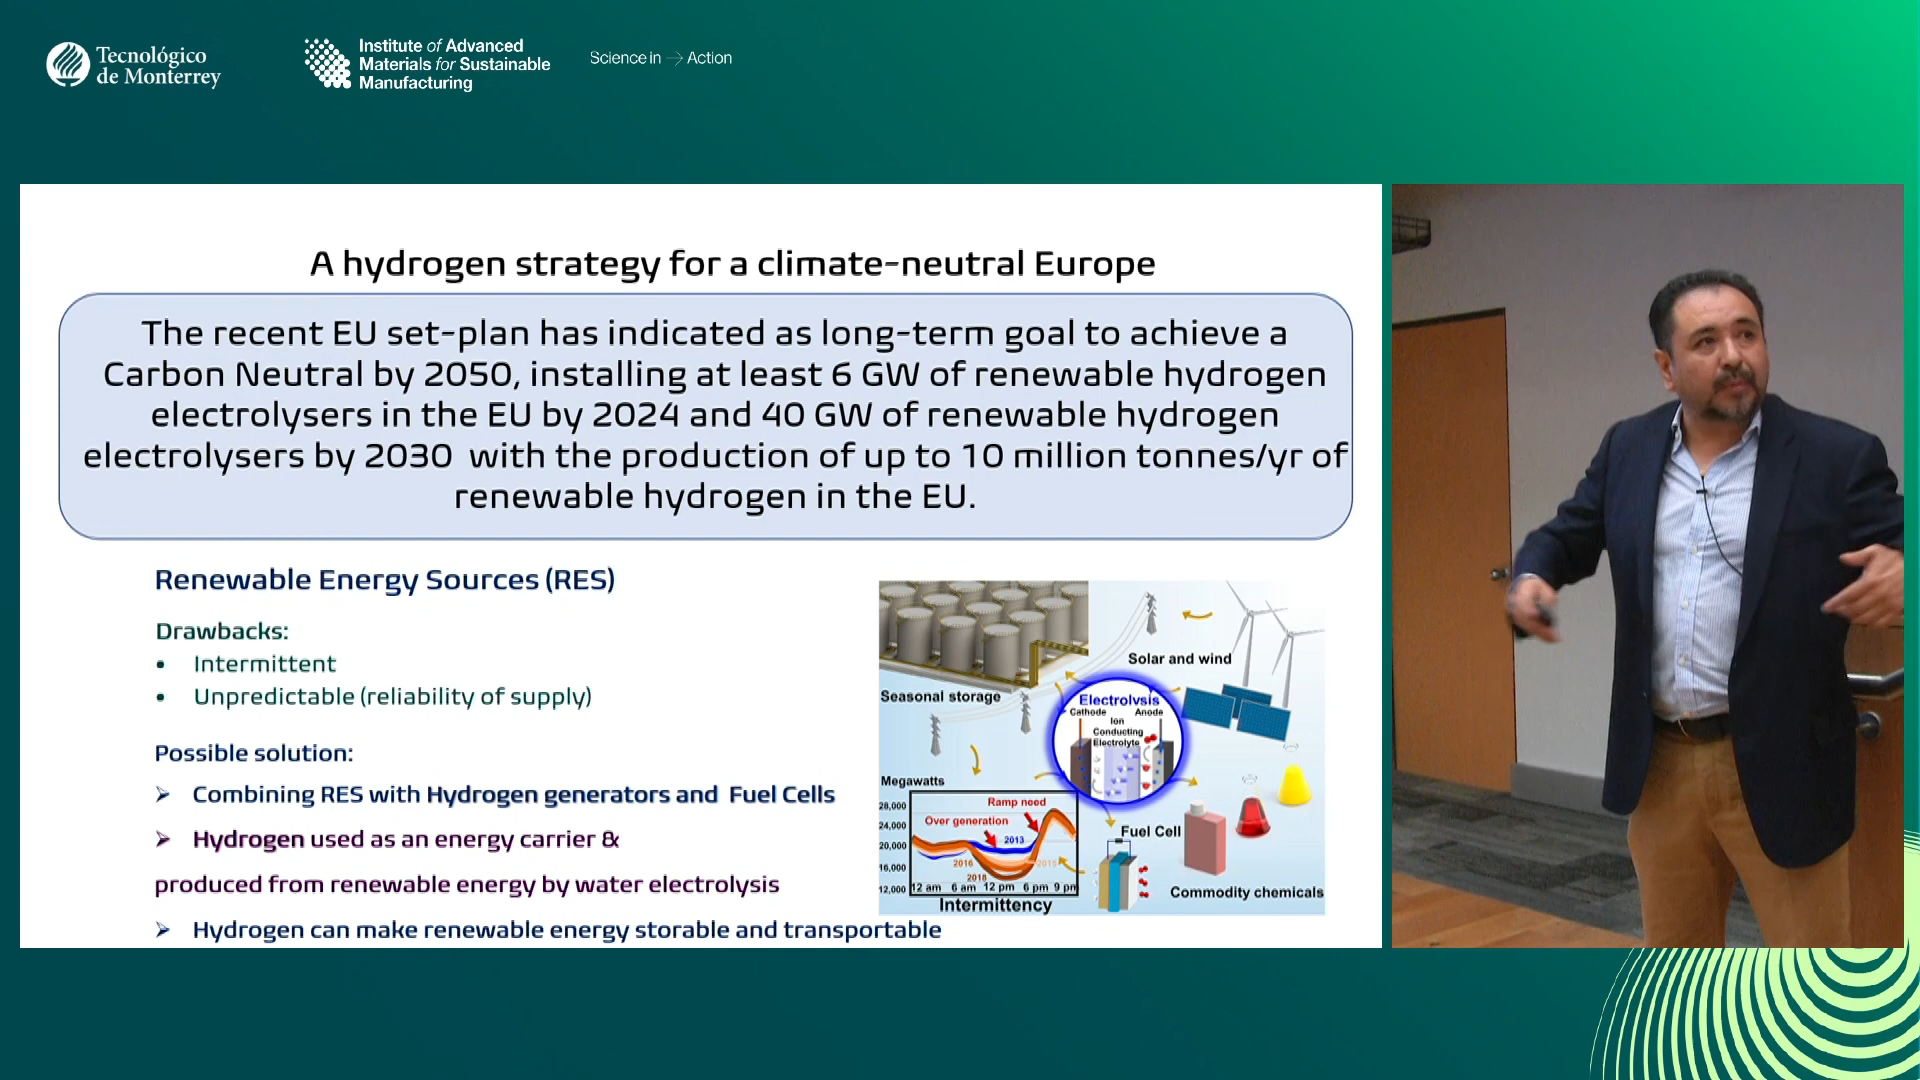 Tecnológico
de Monterrey
Institute of Advanced
Materials for Sustainable
Manufacturing
Science in → Action
A hydrogen strategy for a climate-neutral Europe
The recent EU set-plan has indicated as long-term goal to achieve a
Carbon Neutral by 2050, installing at least 6 GW of renewable hydrogen
electrolysers in the EU by 2024 and 40 GW of renewable hydrogen
electrolysers by 2030 with the production of up to 10 million tonnes/yr of
renewable hydrogen in the EU.
Renewable Energy Sources (RES)
Drawbacks:
• Intermittent
• Unpredictable (reliability of supply)
Possible solution:
➢ Combining RES with Hydrogen generators and Fuel Cells
➢ Hydrogen used as an energy carrier &
produced from renewable energy by water electrolysis
➢ Hydrogen can make renewable energy storable and transportable
Solar and wind
Seasonal storage
Electrolysis
Cathode Anode
Ion
Conducting
Electrolyte
Megawatts
28,000
24,000
20,000
16,000
12,000
Ramp need
Over generation
2013
2016
2015
2018
12 am 6 am 12 pm 6 pm 9 pm
Intermittency
Fuel Cell
Commodity chemicals